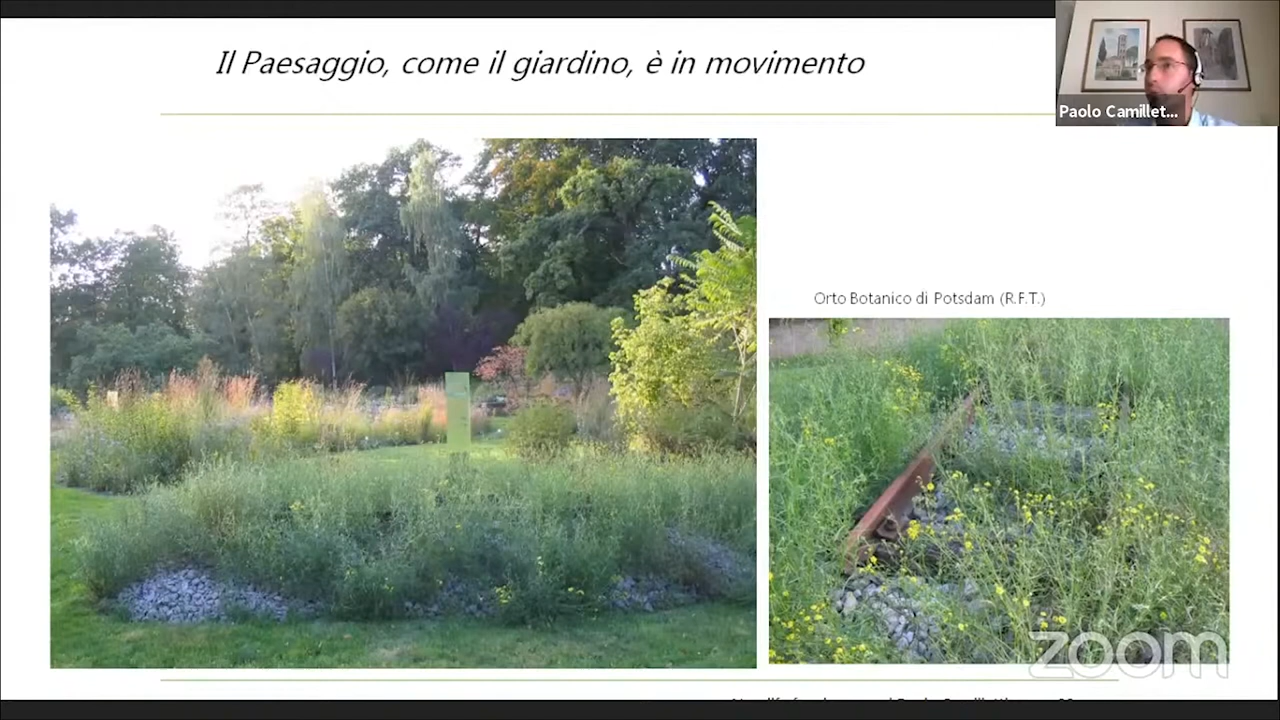 Il Paesaggio, come il giardino, è in movimento
Paolo Camillet...
Orto Botanico di Potsdam (R.F.T.)
zoom